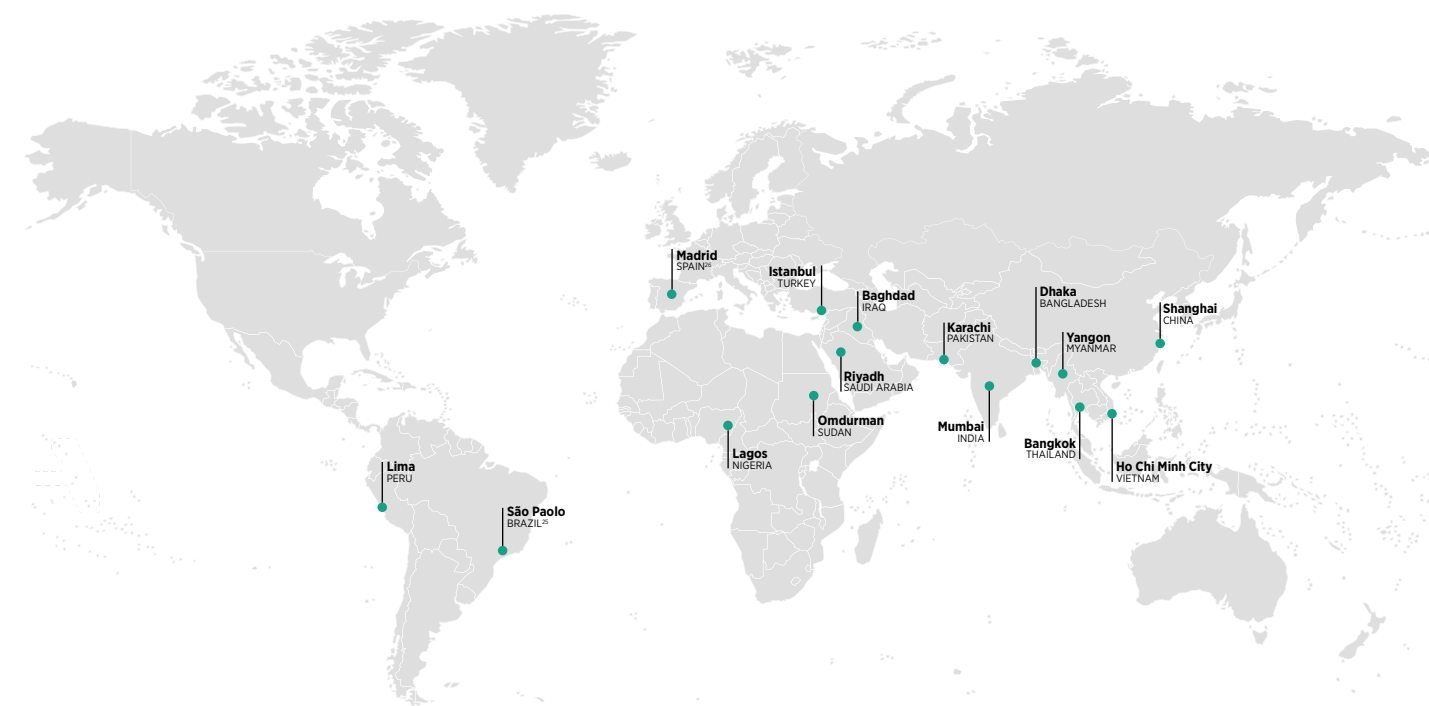 Madrid
SPAIN²⁶
Istanbul
TURKEY
Baghdad
IRAQ
Dhaka
BANGLADESH
Shanghai
CHINA
Karachi
PAKISTAN
Yangon
MYANMAR
Riyadh
SAUDI ARABIA
Omdurman
SUDAN
Mumbai
INDIA
Bangkok
THAILAND
Lagos
NIGERIA
Lima
PERU
Ho Chi Minh City
VIETNAM
São Paolo
BRAZIL²⁵